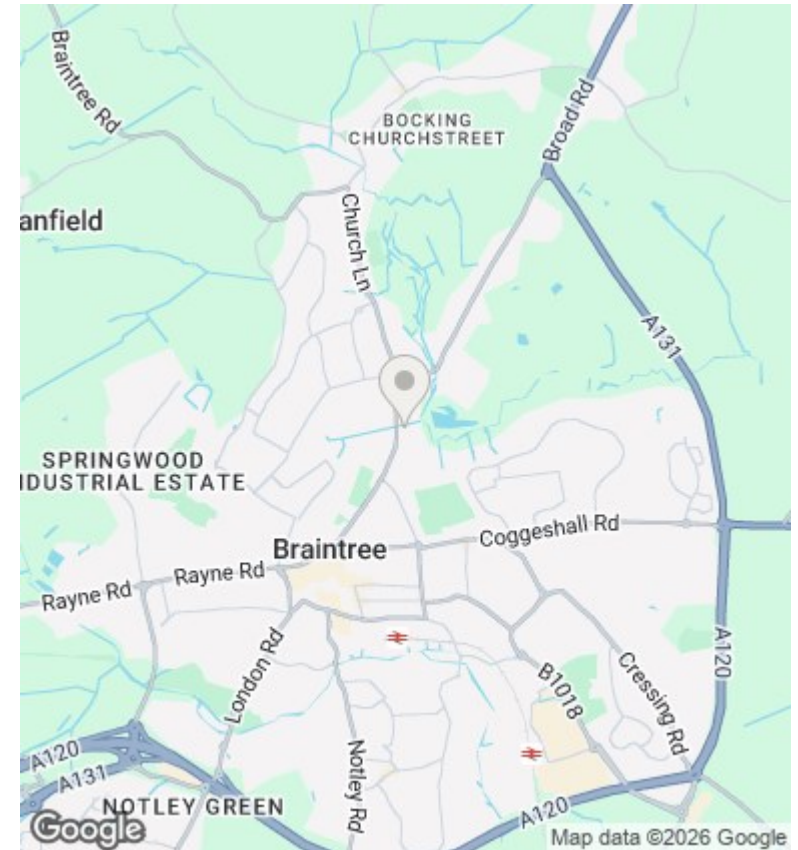 Braintree Rd
BOCKING
CHURCHSTREET
Broad Rd
anfield
Church Ln
A131
SPRINGWOOD
NDUSTRIAL ESTATE
Coggeshall Rd
Braintree
Rayne Rd
Rayne Rd
A120
London Rd
Cressing Rd
B1018
Notley Rd
A120
A131
NOTLEY GREEN
A120
Google
Map data ©2026 Google